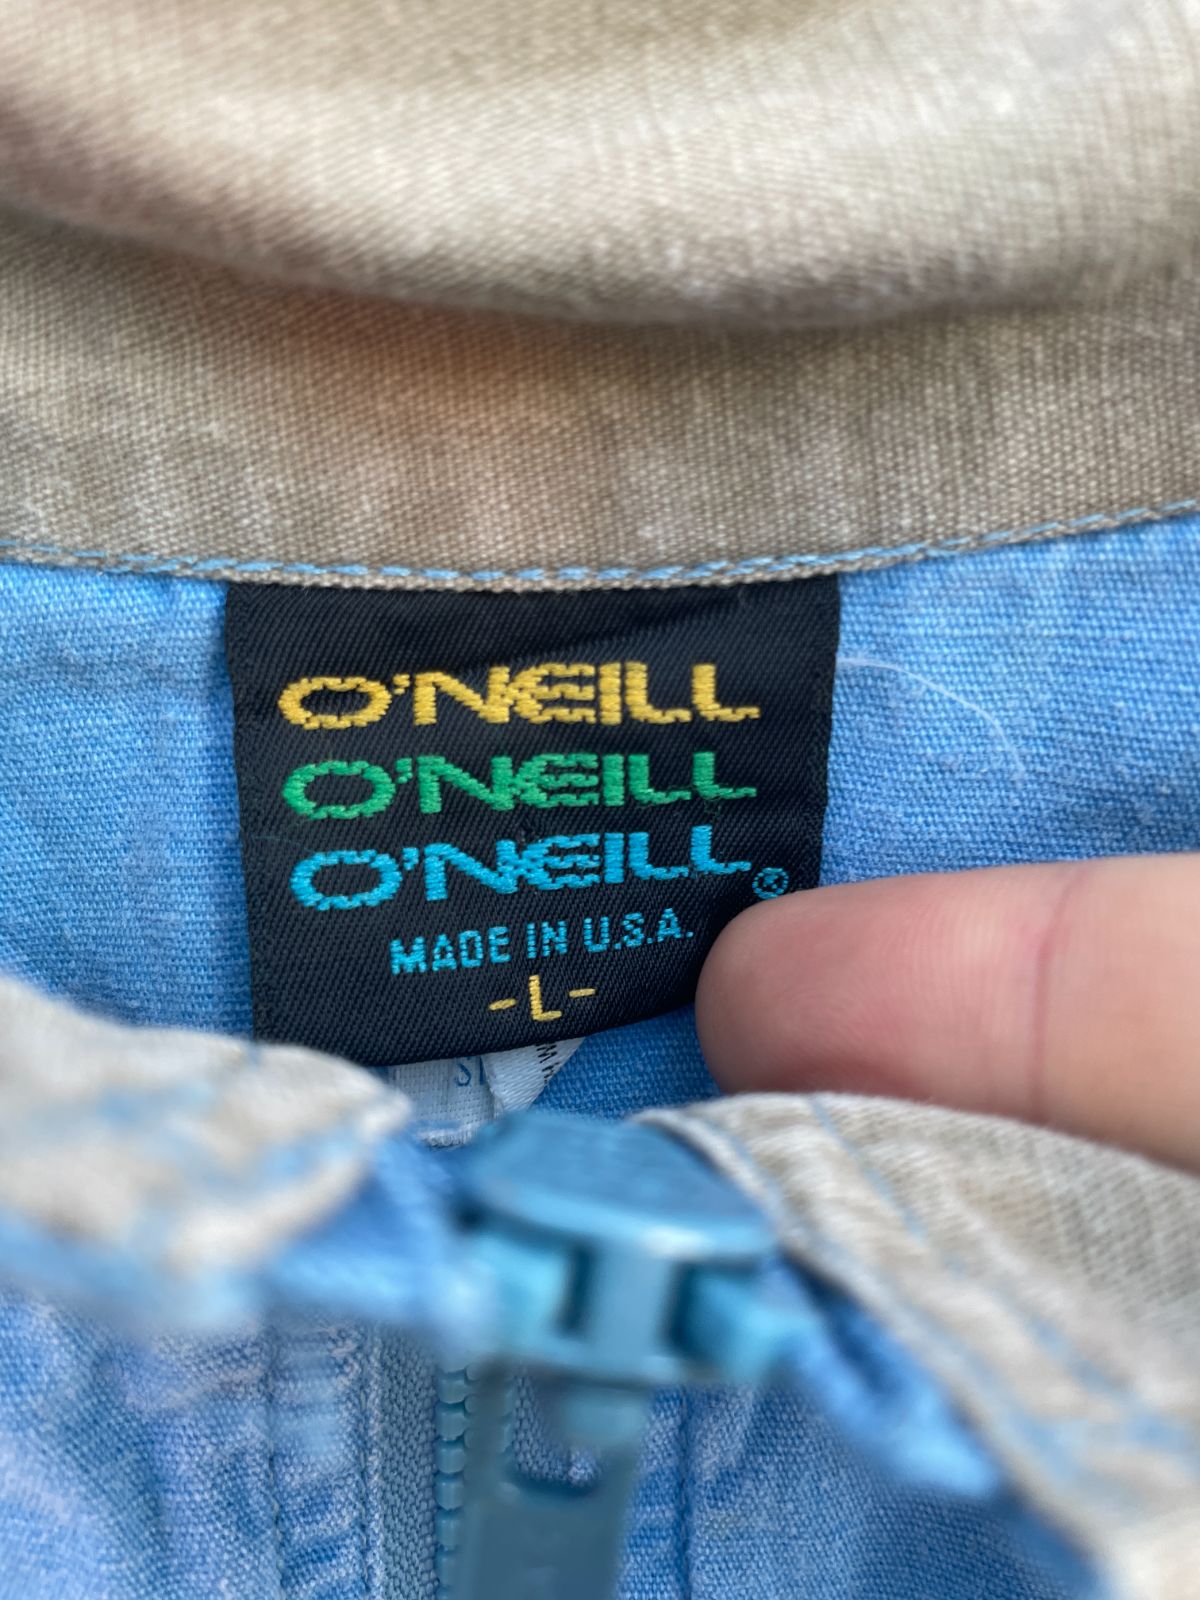 O'NEILL
O'NEILL
O'NEILL ®
MADE IN U.S.A.
-L-